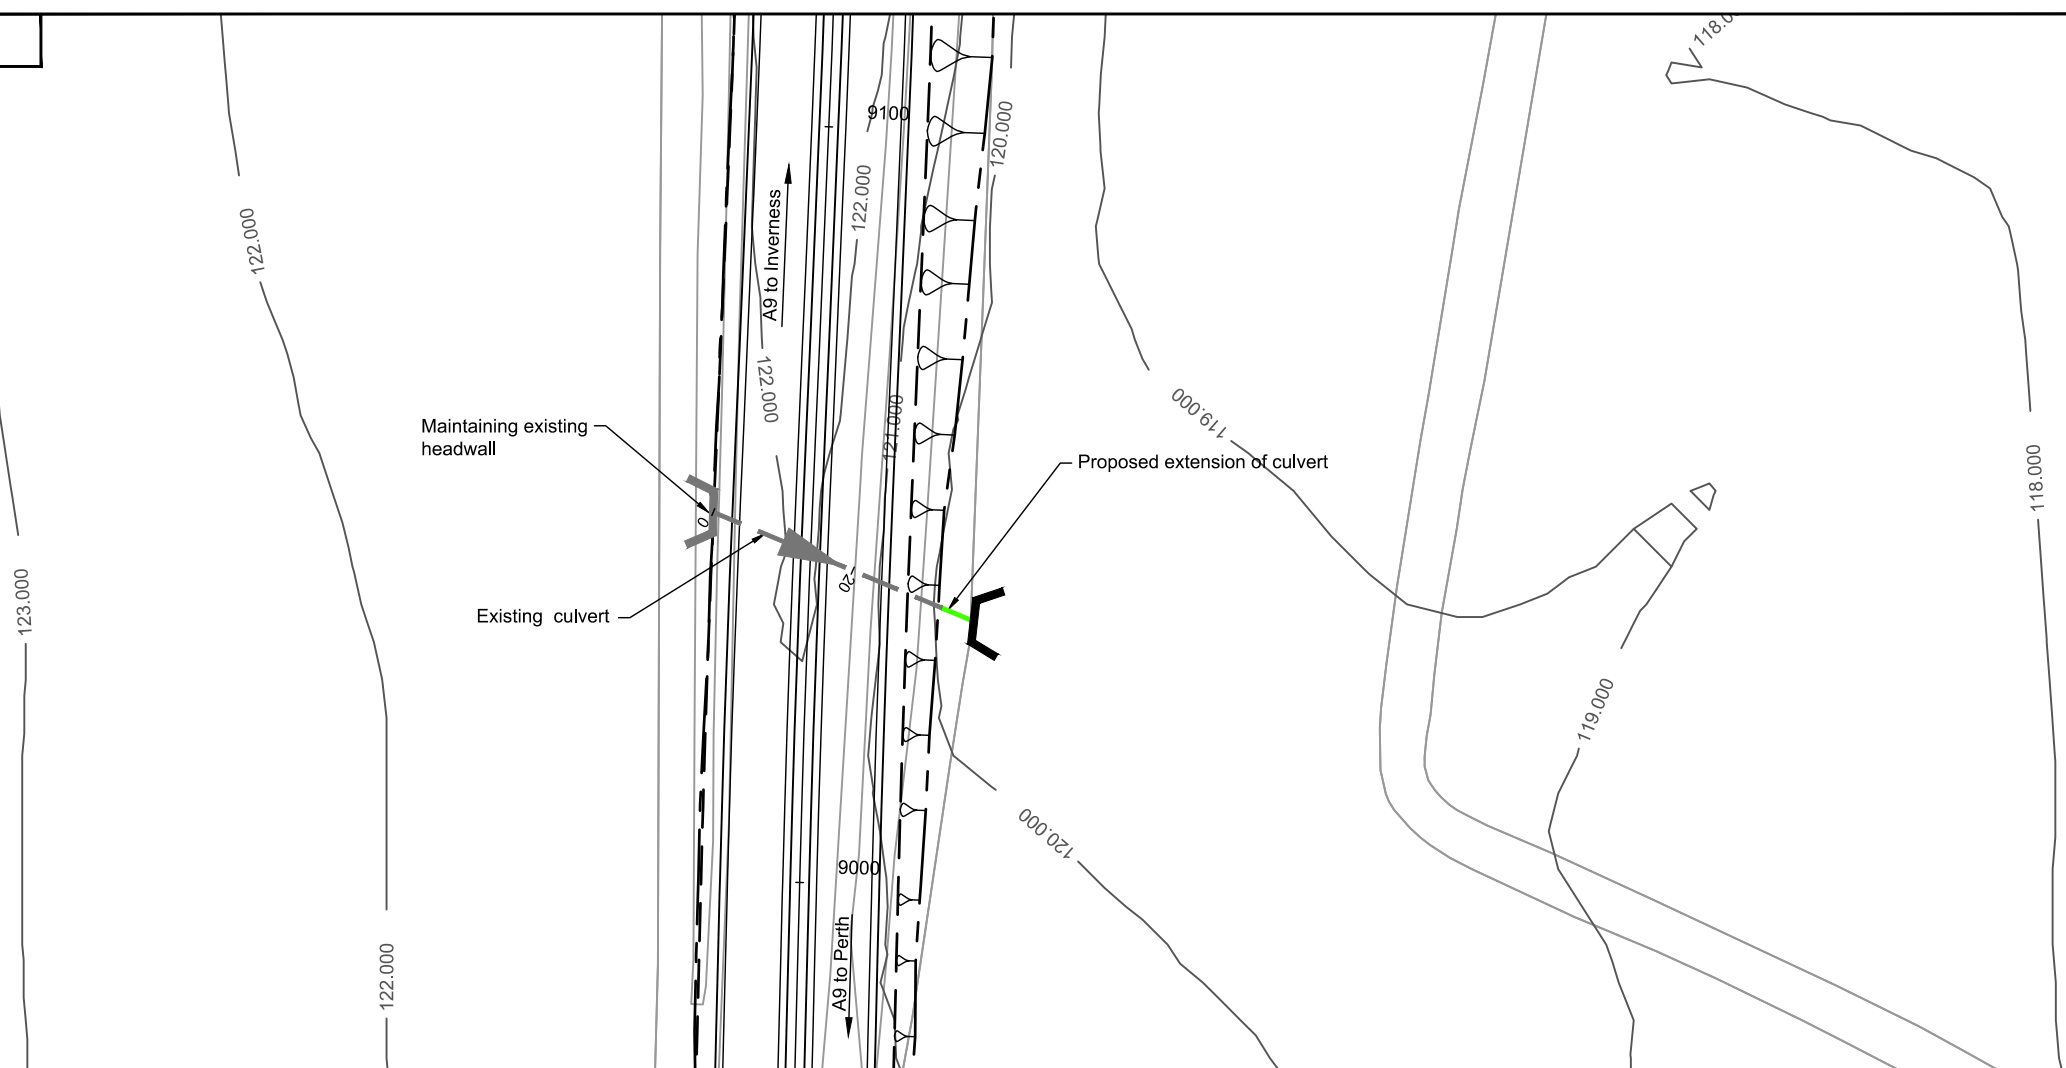 118.0
9100
120.000
122.000
A9 to Inverness
122.000
122.000
121.000
119.000
Maintaining existing
headwall
Proposed extension of culvert
118.000
0
20
Existing culvert
123.000
119.000
120.000
9000
A9 to Perth
122.000